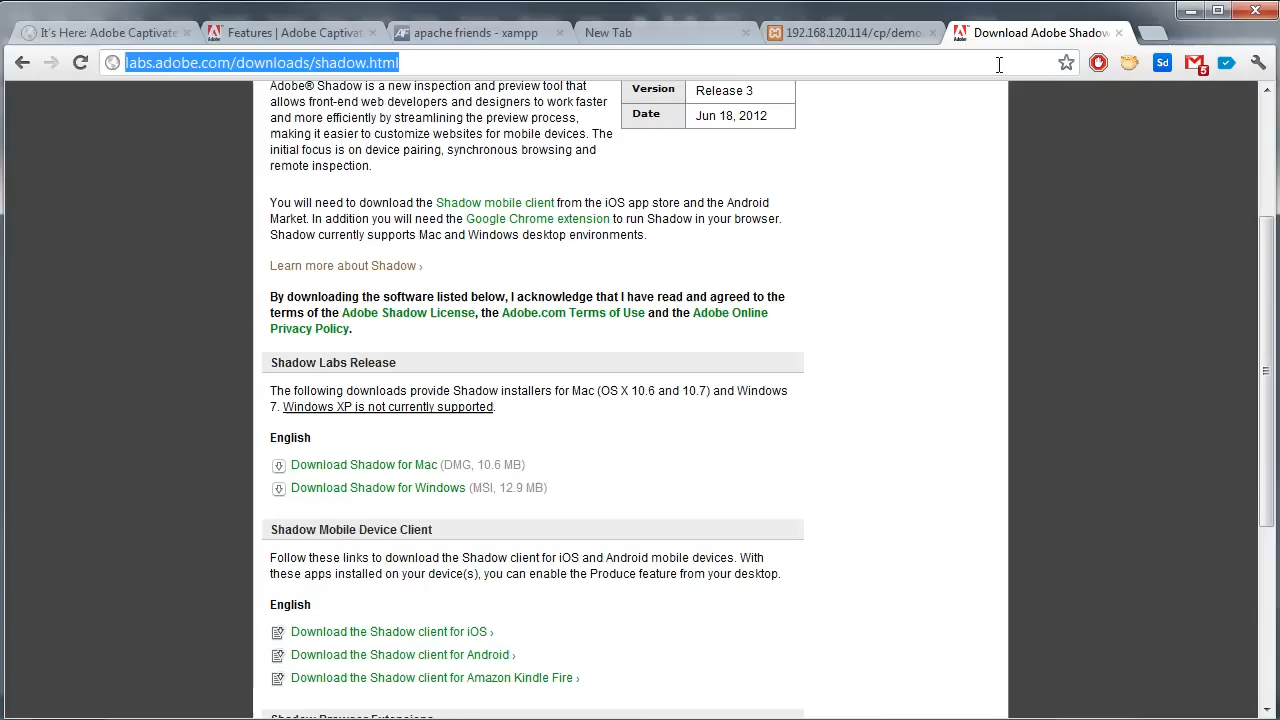 It's Here: Adobe Captivate
Features | Adobe Captivat
apache friends - xampp
New Tab
192.168.120.114/cp/demo
Download Adobe Shadow
labs.adobe.com/downloads/shadow.html
Sd
5
Adobe® Shadow is a new inspection and preview tool that
allows front-end web developers and designers to work faster
and more efficiently by streamlining the preview process,
making it easier to customize websites for mobile devices. The
initial focus is on device pairing, synchronous browsing and
remote inspection.
Version Release 3
Date Jun 18, 2012
You will need to download the Shadow mobile client from the iOS app store and the Android
Market. In addition you will need the Google Chrome extension to run Shadow in your browser.
Shadow currently supports Mac and Windows desktop environments.
Learn more about Shadow ›
By downloading the software listed below, I acknowledge that I have read and agreed to the
terms of the Adobe Shadow License, the Adobe.com Terms of Use and the Adobe Online
Privacy Policy.
Shadow Labs Release
The following downloads provide Shadow installers for Mac (OS X 10.6 and 10.7) and Windows
7. Windows XP is not currently supported.
English
Download Shadow for Mac (DMG, 10.6 MB)
Download Shadow for Windows (MSI, 12.9 MB)
Shadow Mobile Device Client
Follow these links to download the Shadow client for iOS and Android mobile devices. With
these apps installed on your device(s), you can enable the Produce feature from your desktop.
English
Download the Shadow client for iOS ›
Download the Shadow client for Android ›
Download the Shadow client for Amazon Kindle Fire ›
Shadow Browser Extensions